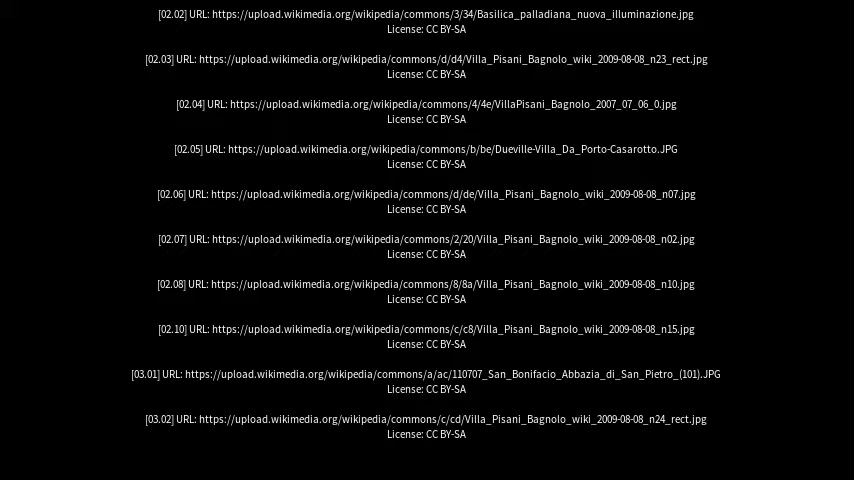 [02.02] URL: https://upload.wikimedia.org/wikipedia/commons/3/34/Basilica_palladiana_nuova_illuminazione.jpg
License: CC BY-SA
[02.03] URL: https://upload.wikimedia.org/wikipedia/commons/d/d4/Villa_Pisani_Bagnolo_wiki_2009-08-08_n23_rect.jpg
License: CC BY-SA
[02.04] URL: https://upload.wikimedia.org/wikipedia/commons/4/4e/VillaPisani_Bagnolo_2007_07_06_0.jpg
License: CC BY-SA
[02.05] URL: https://upload.wikimedia.org/wikipedia/commons/b/be/Dueville-Villa_Da_Porto-Casarotto.JPG
License: CC BY-SA
[02.06] URL: https://upload.wikimedia.org/wikipedia/commons/d/de/Villa_Pisani_Bagnolo_wiki_2009-08-08_n07.jpg
License: CC BY-SA
[02.07] URL: https://upload.wikimedia.org/wikipedia/commons/2/20/Villa_Pisani_Bagnolo_wiki_2009-08-08_n02.jpg
License: CC BY-SA
[02.08] URL: https://upload.wikimedia.org/wikipedia/commons/8/8a/Villa_Pisani_Bagnolo_wiki_2009-08-08_n10.jpg
License: CC BY-SA
[02.10] URL: https://upload.wikimedia.org/wikipedia/commons/c/c8/Villa_Pisani_Bagnolo_wiki_2009-08-08_n15.jpg
License: CC BY-SA
[03.01] URL: https://upload.wikimedia.org/wikipedia/commons/a/ac/110707_San_Bonifacio_Abbazia_di_San_Pietro_(101).JPG
License: CC BY-SA
[03.02] URL: https://upload.wikimedia.org/wikipedia/commons/c/cd/Villa_Pisani_Bagnolo_wiki_2009-08-08_n24_rect.jpg
License: CC BY-SA